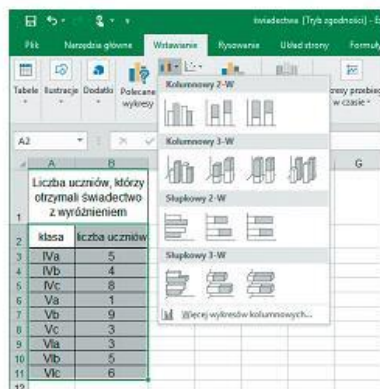 świadectwa [Tryb zgodności] - E
Plik Narzędzia główne Wstawianie Rysowanie Układ strony Formuły
Tabele Ilustracje Dodatki Polecane wykresy
w czasie
Kolumnowy 2-W
Kolumnowy 3-W
Słupkowy 2-W
Słupkowy 3-W
Więcej wykresów kolumnowych...
A2
A B G
1 Liczba uczniów, którzy
otrzymali świadectwo
z wyróżnieniem
2 klasa liczba uczniów
3 IVa 5
4 IVb 4
5 IVc 8
6 Va 1
7 Vb 9
8 Vc 3
9 VIa 3
10 VIb 5
11 VIc 6
12